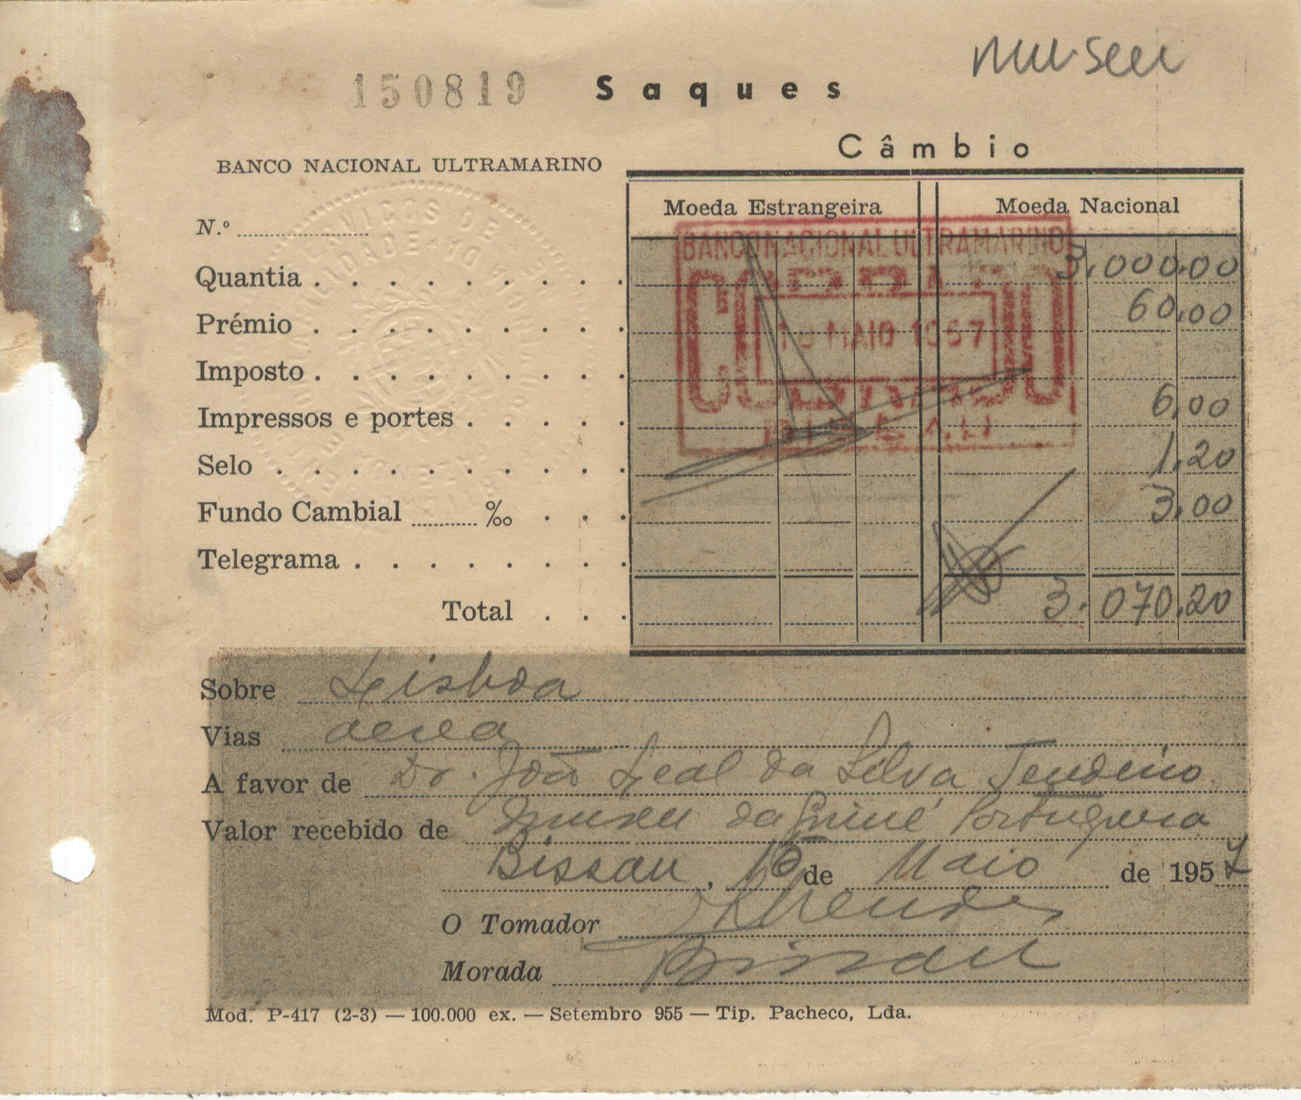 museu
150819 Saques
Câmbio
BANCO NACIONAL ULTRAMARINO
Moeda Estrangeira Moeda Nacional
BANCO NACIONAL ULTRAMARINO
MAIO 1957
N.º
Quantia 3.000,00
Prémio 60,00
Imposto
Impressos e portes 6,00
Selo 1,20
Fundo Cambial ‰ 3,00
Telegrama
Total 3.070,20
Sobre Lisboa
Vias aerea
A favor de Dr. João Leal da Silva Tendeiro
Valor recebido de Museu da Guiné Portuguesa
Bissau, de Maio de 1957
O Tomador
Morada Bissau
Mod. P-417 (2-3) — 100.000 ex. — Setembro 955 — Tip. Pacheco, Lda.